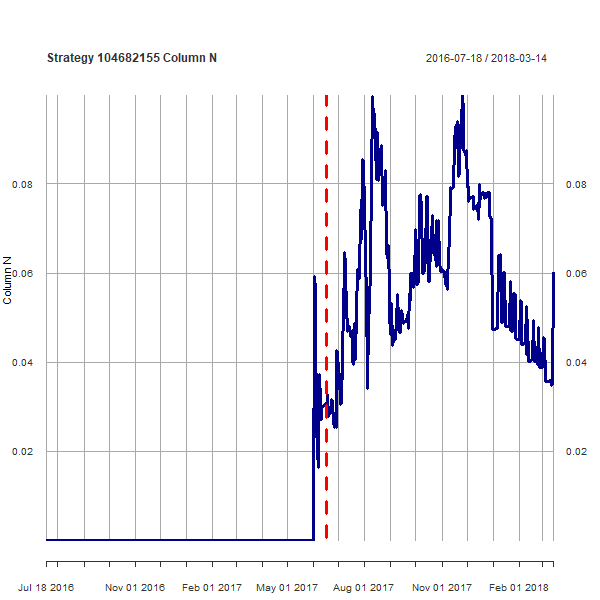 Strategy 104682155 Column N
2016-07-18 / 2018-03-14
Column N
0.08
0.06
0.04
0.02
0.08
0.06
0.04
0.02
Jul 18 2016
Nov 01 2016
Feb 01 2017
May 01 2017
Aug 01 2017
Nov 01 2017
Feb 01 2018